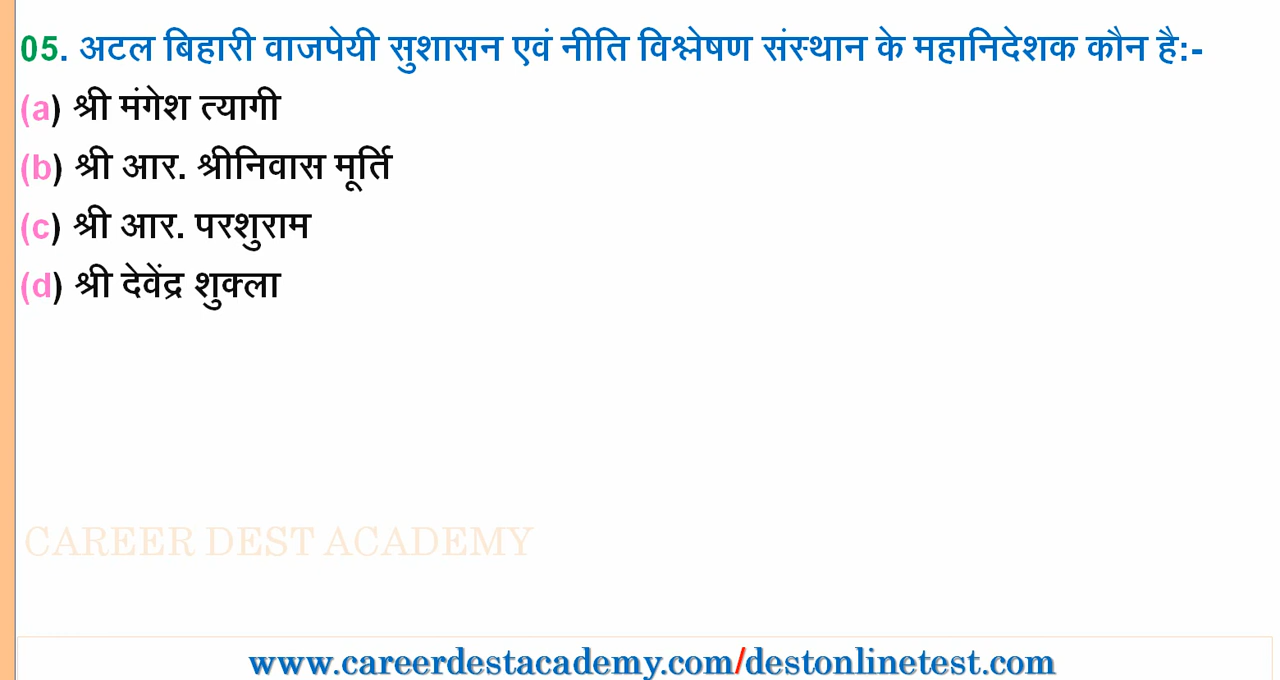 05. अटल बिहारी वाजपेयी सुशासन एवं नीति विश्लेषण संस्थान के महानिदेशक कौन है:-
(a) श्री मंगेश त्यागी
(b) श्री आर. श्रीनिवास मूर्ति
(c) श्री आर. परशुराम
(d) श्री देवेंद्र शुक्ला
CAREER DEST ACADEMY
www.careerdestacademy.com/destonlinetest.com